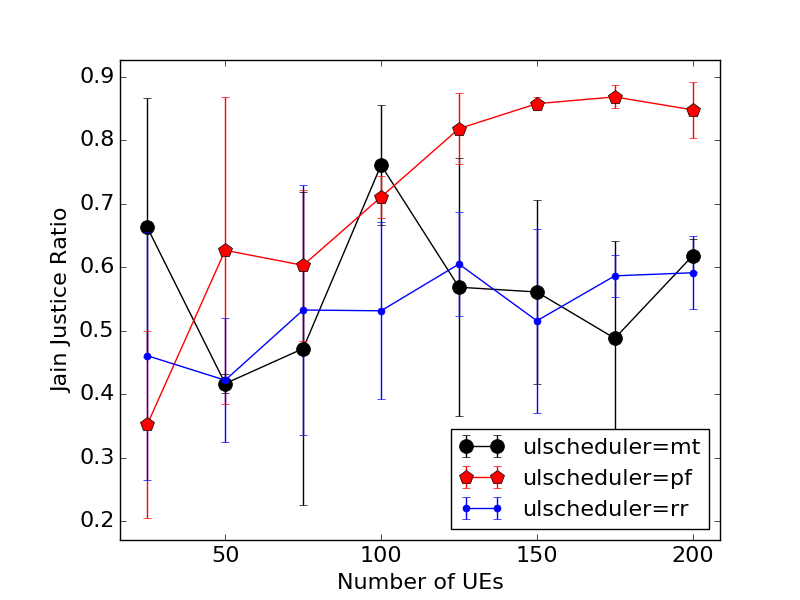 0.9
0.8
0.7
0.6
0.5
0.4
0.3
0.2
Jain Justice Ratio
50 100 150 200
Number of UEs
ulscheduler=mt
ulscheduler=pf
ulscheduler=rr